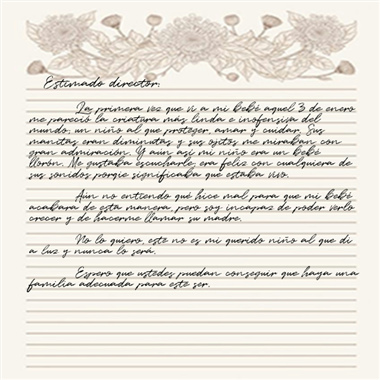 Estimado director:
La primera vez que vi a mi bebé aquel 3 de enero
me pareció la criatura más linda e inofensiva del
mundo, un niño al que proteger, amar y cuidar. Sus
manitas eran diminutas y sus ojitos me miraban con
gran admiración. Y aun así mi niño era un bebé
llorón. Me gustaba escucharle, era feliz con cualquiera de
sus sonidos porqie significaba que estaba vivo.
Aún no entiendo qué hice mal para que mi bebé
acabara de esta manera, pero soy incapaz de poder verlo
crecer y de hacerme llamar su madre.
No lo quiero, este no es mi querido niño al que di
a luz y nunca lo será.
Espero que ustedes puedan conseguir que haya una
familia adecuada para este ser.